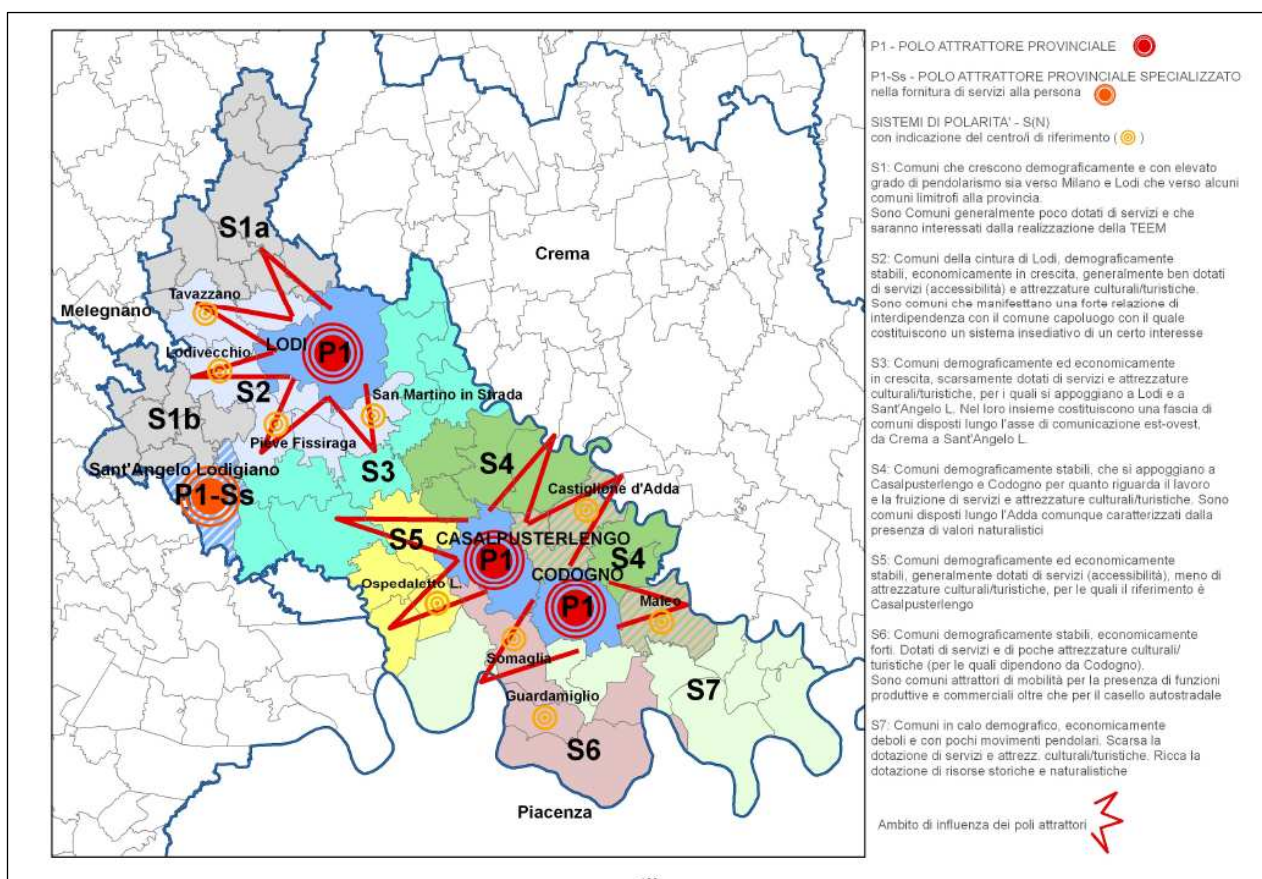 P1 - POLO ATTRATTORE PROVINCIALE
P1-Ss - POLO ATTRATTORE PROVINCIALE SPECIALIZZATO
nella fornitura di servizi alla persona
SISTEMI DI POLARITA' - S(N)
con indicazione del centro/i di riferimento ( )
S1: Comuni che crescono demograficamente e con elevato
grado di pendolarismo sia verso Milano e Lodi che verso alcuni
comuni limitrofi alla provincia.
Sono Comuni generalmente poco dotati di servizi e che
saranno interessati dalla realizzazione della TEEM
S2: Comuni della cintura di Lodi, demograficamente
stabili, economicamente in crescita, generalmente ben dotati
di servizi (accessibilità) e attrezzature culturali/turistiche.
Sono comuni che manifeettano una forte relazione di
interdipendenza con il comune capoluogo con il quale
costituiscono un sistema insediativo di un certo interesse
S3: Comuni demograficamente ed economicamente
in crescita, scarsamente dotati di servizi e attrezzature
culturali/turistiche, per i quali si appoggiano a Lodi e a
Sant'Angelo L. Nel loro insieme costituiscono una fascia di
comuni disposti lungo l'asse di comunicazione est-ovest,
da Crema a Sant'Angelo L.
S4: Comuni demograficamente stabili, che si appoggiano a
Casalpusterlengo e Codogno per quanto riguarda il lavoro
e la fruizione di servizi e attrezzature culturali/turistiche. Sono
comuni disposti lungo l'Adda comunque caratterizzati dalla
presenza di valori naturalistici
S5: Comuni demograficamente ed economicamente
stabili, generalmente dotati di servizi (accessibilità), meno di
attrezzature culturali/turistiche, per le quali il riferimento è
Casalpusterlengo
S6: Comuni demograficamente stabili, economicamente
forti. Dotati di servizi e di poche attrezzature culturali/
turistiche (per le quali dipendono da Codogno).
Sono comuni attrattori di mobilità per la presenza di funzioni
produttive e commerciali oltre che per il casello autostradale
S7: Comuni in calo demografico, economicamente
deboli e con pochi movimenti pendolari. Scarsa la
dotazione di servizi e attrezz. culturali/turistiche. Ricca la
dotazione di risorse storiche e naturalistiche
Ambito di influenza dei poli attrattori
S1a
Crema
Tavazzano
Melegnano
LODI
P1
Lodivecchio
S2
San Martino in Strada
S1b
Pieve Fissiraga
Sant'Angelo Lodigiano
S3
S4
P1-Ss
Castiglione d'Adda
S5
CASALPUSTERLENGO
P1
S4
CODOGNO
Ospedaletto L.
P1
Maleo
Somaglia
S7
Guardamiglio
S6
Piacenza